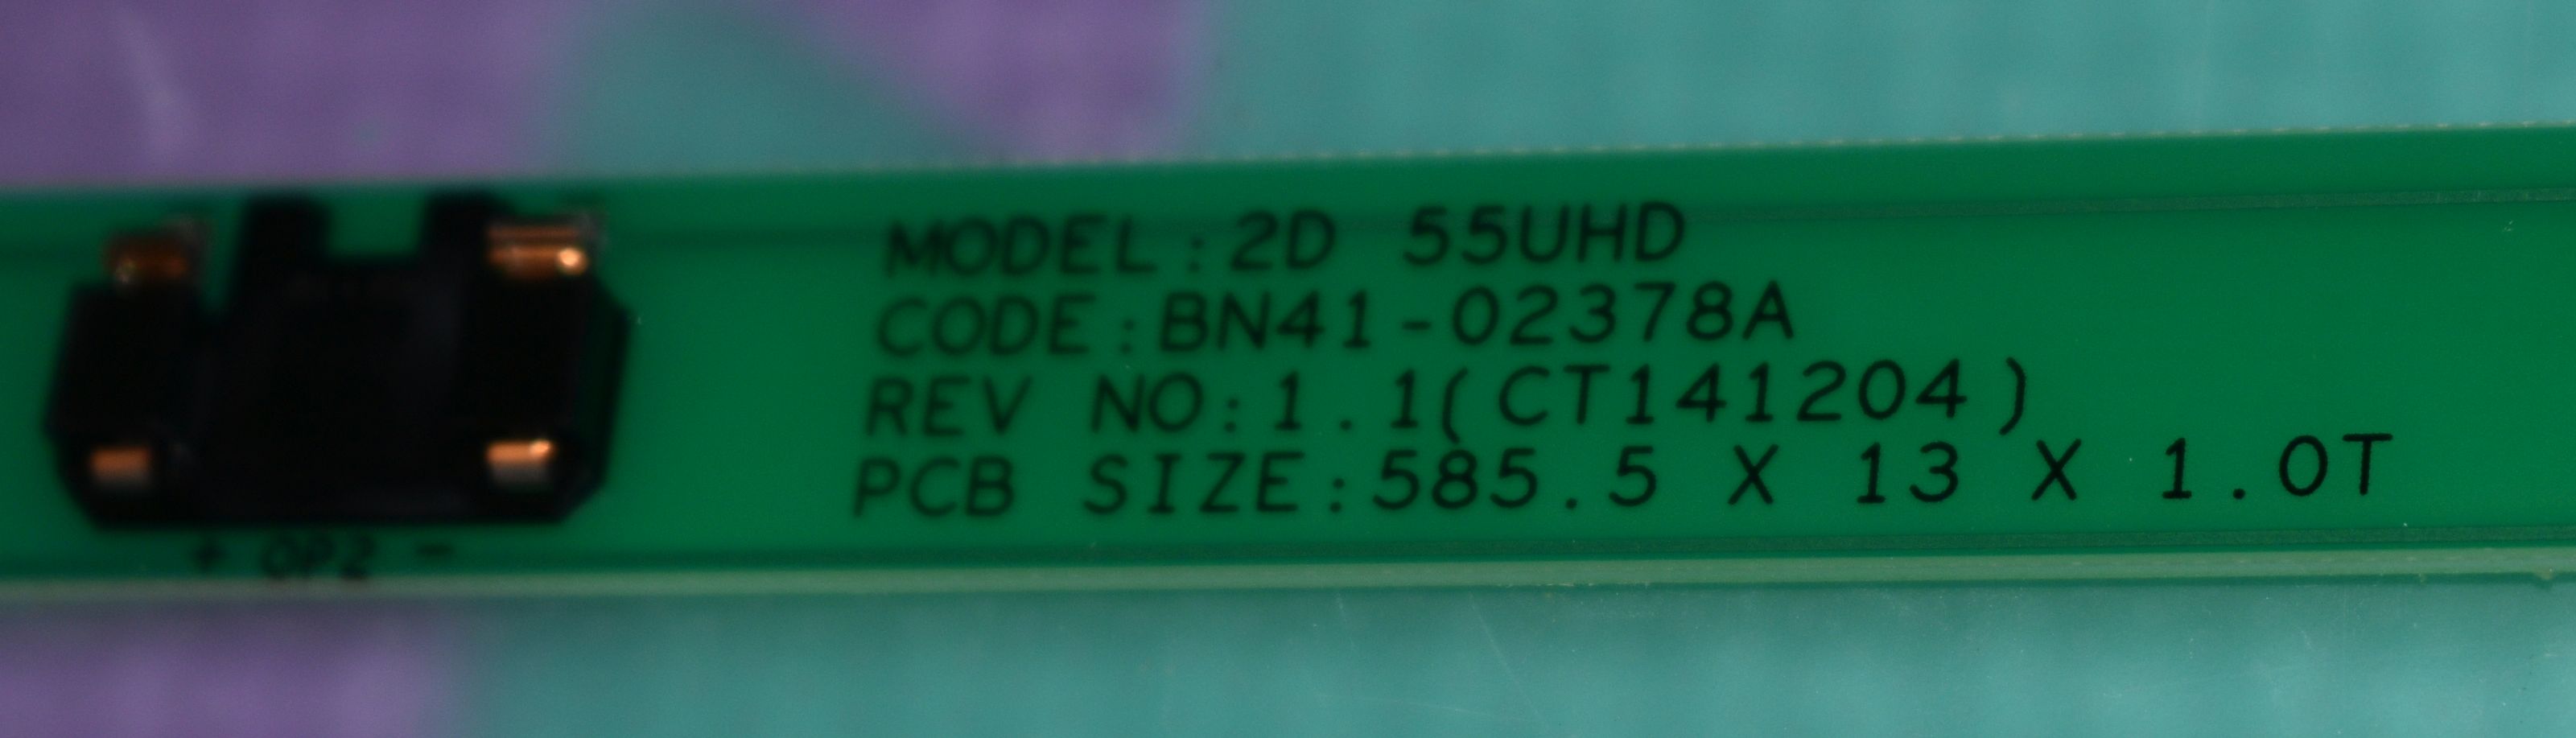 MODEL:2D 55UHD
CODE:BN41-02378A
REV NO:1.1(CT141204)
PCB SIZE:585.5 X 13 X 1.0T
+ OP2 -